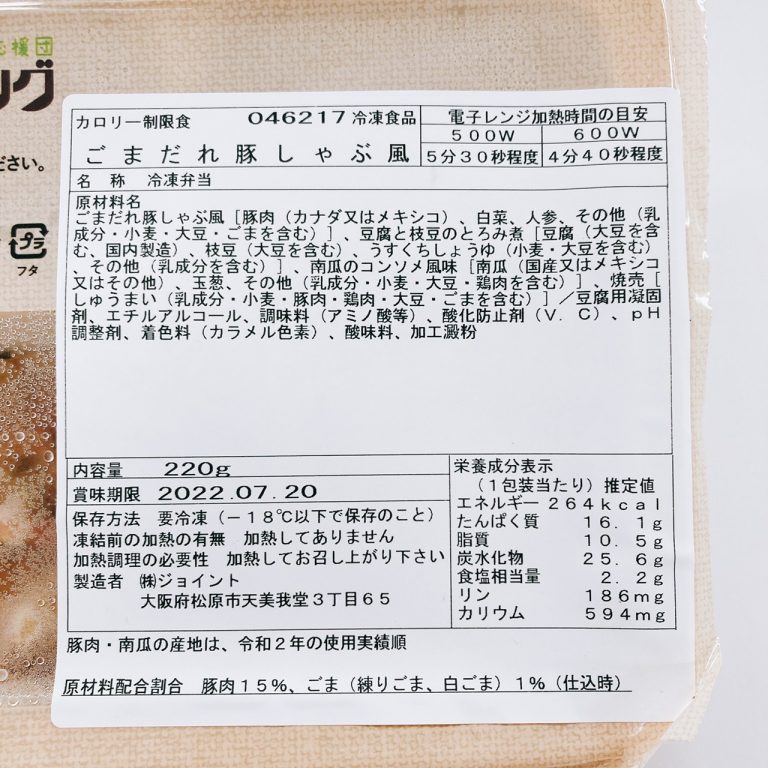 応援団
ング
ださい。
プラ
フタ
カロリー制限食 046217 冷凍食品
電子レンジ加熱時間の目安
500W 600W
ごまだれ豚しゃぶ風
5分30秒程度 4分40秒程度
名 称 冷凍弁当
原材料名
ごまだれ豚しゃぶ風[豚肉(カナダ又はメキシコ)、白菜、人参、その他(乳
成分・小麦・大豆・ごまを含む)]、豆腐と枝豆のとろみ煮[豆腐(大豆を含
む、国内製造)、枝豆(大豆を含む)、うすくちしょうゆ(小麦・大豆を含む)
、その他(乳成分を含む)]、南瓜のコンソメ風味[南瓜(国産又はメキシコ
又はその他)、玉葱、その他(乳成分・小麦・大豆・鶏肉を含む)]、焼売[
しゅうまい(乳成分・小麦・豚肉・鶏肉・大豆・ごまを含む)]/豆腐用凝固
剤、エチルアルコール、調味料(アミノ酸等)、酸化防止剤(V.C)、pH
調整剤、着色料(カラメル色素)、酸味料、加工澱粉
内容量 220g
賞味期限 2022.07.20
保存方法 要冷凍(-18℃以下で保存のこと)
凍結前の加熱の有無 加熱してありません
加熱調理の必要性 加熱してお召し上がり下さい
製造者 ㈱ジョイント
大阪府松原市天美我堂3丁目65
栄養成分表示
(1包装当たり)推定値
エネルギー 264kcal
たんぱく質 16.1g
脂質 10.5g
炭水化物 25.6g
食塩相当量 2.2g
リン 186mg
カリウム 594mg
豚肉・南瓜の産地は、令和2年の使用実績順
原材料配合割合 豚肉15%、ごま(練りごま、白ごま)1%(仕込時)